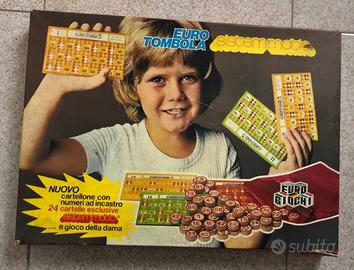 EURO
TOMBOLA
sistem matic
NUOVO
cartellone con
numeri ad incastro
24 cartelle esclusive
e gioco della dama
EURO
GIOCHI
subito